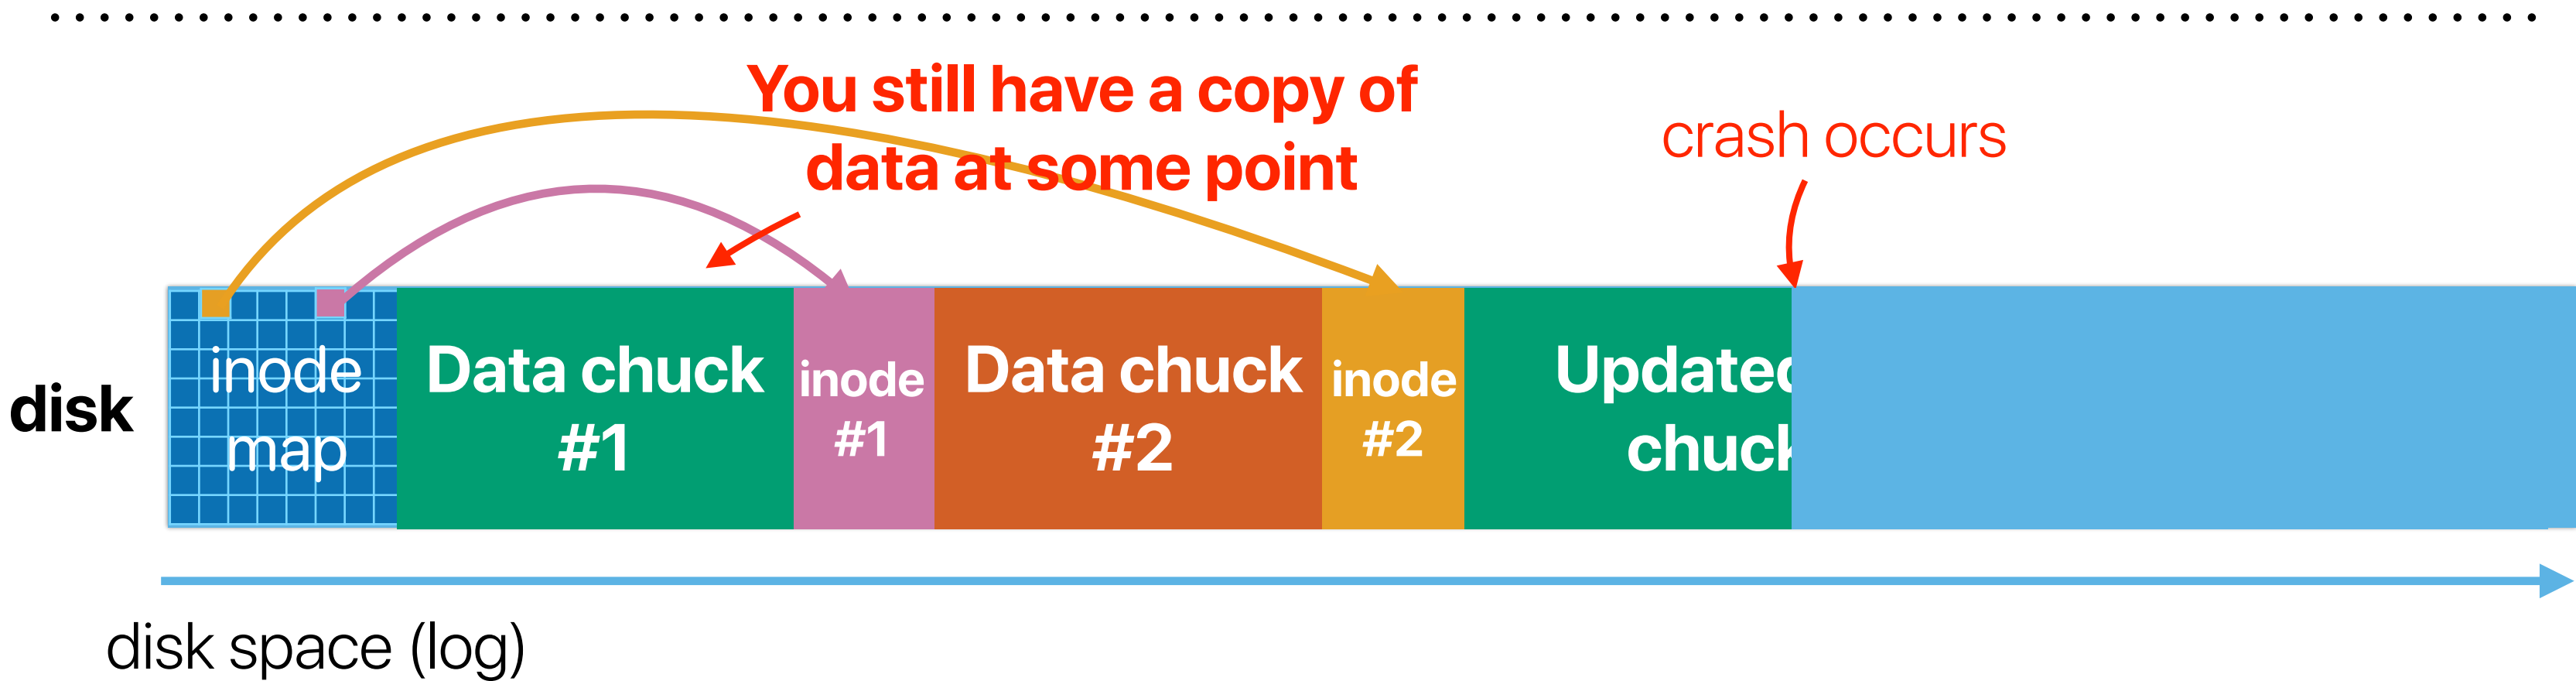 You still have a copy of
data at some point
crash occurs
disk
inode
map
Data chuck
#1
inode
#1
Data chuck
#2
inode
#2
Updated
chuck
disk space (log)